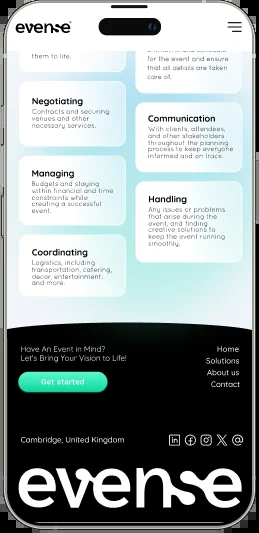 evense
them to life.
Negotiating
Contracts and securing
venues and other
necessary services.
Managing
Budgets and staying
within financial and time
constraints while
creating a successful
event.
Coordinating
Logistics, including
transportation, catering,
décor, entertainment,
and more.
for the event and ensure
that all details are taken
care of.
Communication
With clients, attendees,
and other stakeholders
throughout the planning
process to keep everyone
informed and on track.
Handling
Any issues or problems
that arise during the
event, and finding
creative solutions to
keep the event running
smoothly.
Have An Event in Mind?
Let's Bring Your Vision to Life!
Get started
Home
Solutions
About us
Contact
Cambridge, United Kingdom
evense